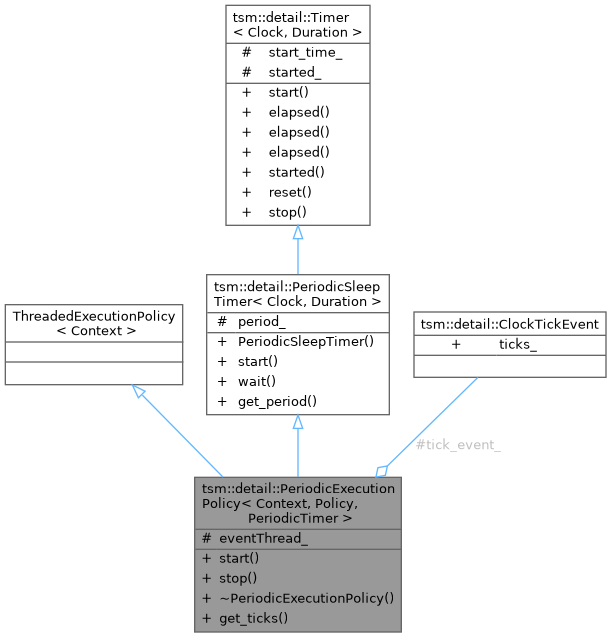 tsm::detail::Timer
< Clock, Duration >
# start_time_
# started_
+ start()
+ elapsed()
+ elapsed()
+ elapsed()
+ started()
+ reset()
+ stop()
tsm::detail::PeriodicSleep
Timer< Clock, Duration >
# period_
+ PeriodicSleepTimer()
+ start()
+ wait()
+ get_period()
ThreadedExecutionPolicy
< Context >
tsm::detail::ClockTickEvent
+ ticks_
#tick_event_
tsm::detail::PeriodicExecution
Policy< Context, Policy,
PeriodicTimer >
# eventThread_
+ start()
+ stop()
+ ~PeriodicExecutionPolicy()
+ get_ticks()